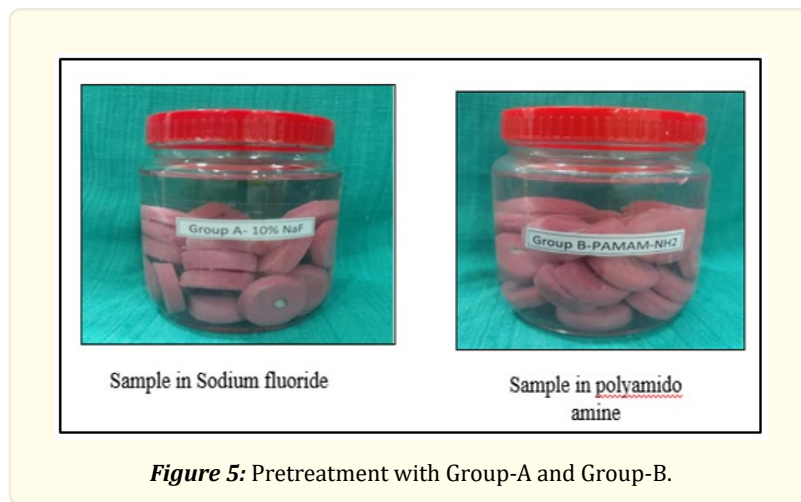 Group A- 10% NaF
Group B-PAMAM-NH2
Sample in Sodium fluoride
Sample in polyamido
amine
Figure 5: Pretreatment with Group-A and Group-B.